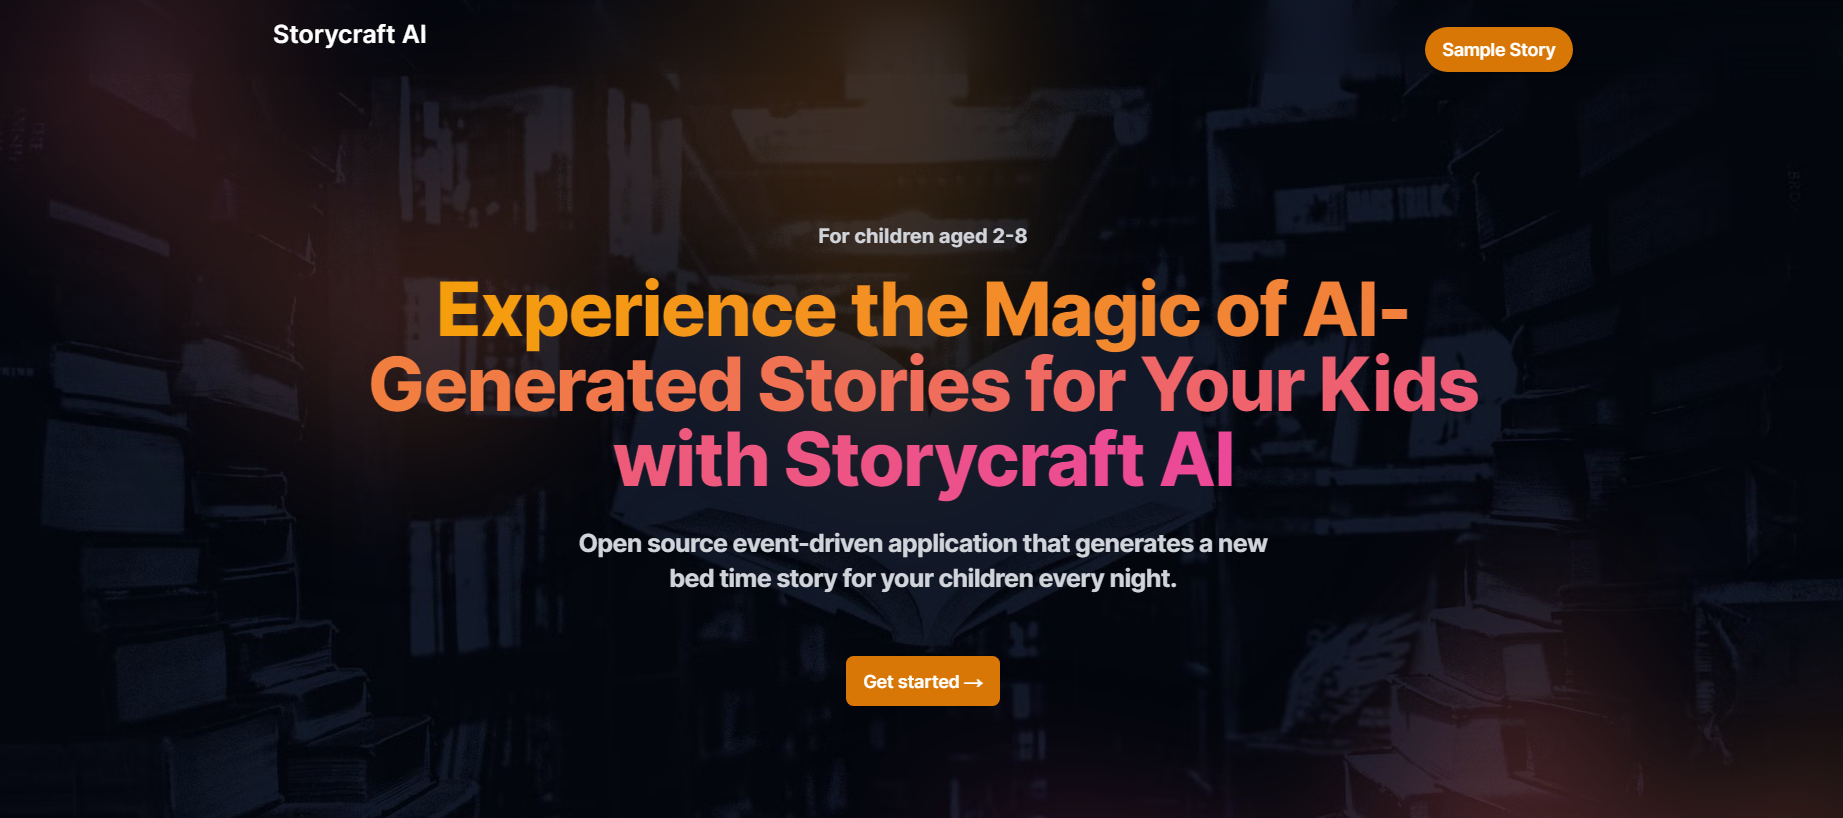 Storycraft AI
Sample Story
For children aged 2-8
Experience the Magic of AI-
Generated Stories for Your Kids
with Storycraft AI
Open source event-driven application that generates a new
bed time story for your children every night.
Get started →